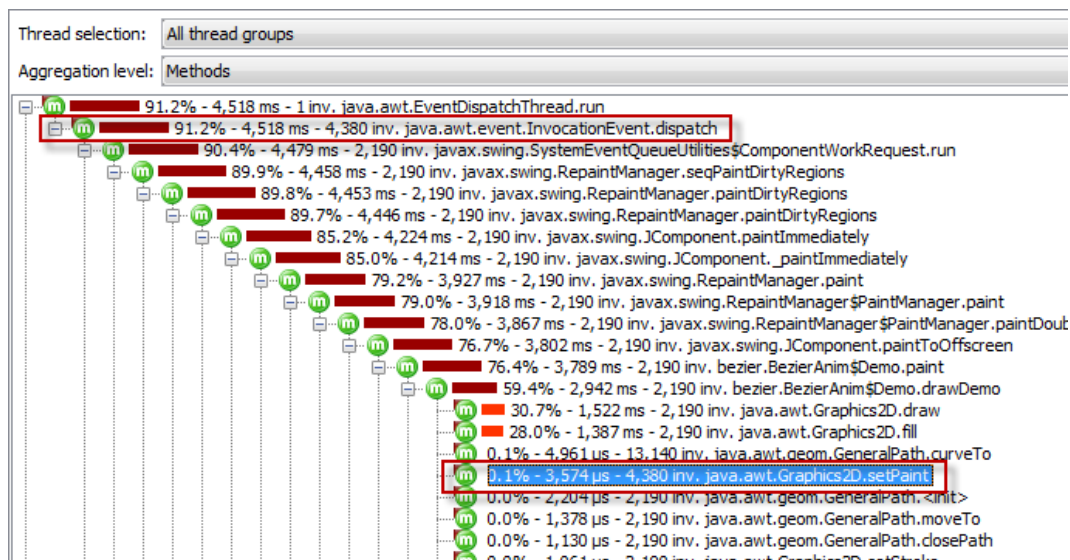 Thread selection: All thread groups
Aggregation level: Methods
m 91.2% - 4,518 ms - 1 inv. java.awt.EventDispatchThread.run
m 91.2% - 4,518 ms - 4,380 inv. java.awt.event.InvocationEvent.dispatch
m 90.4% - 4,479 ms - 2,190 inv. javax.swing.SystemEventQueueUtilities$ComponentWorkRequest.run
m 89.9% - 4,458 ms - 2,190 inv. javax.swing.RepaintManager.seqPaintDirtyRegions
m 89.8% - 4,453 ms - 2,190 inv. javax.swing.RepaintManager.paintDirtyRegions
m 89.7% - 4,446 ms - 2,190 inv. javax.swing.RepaintManager.paintDirtyRegions
m 85.2% - 4,224 ms - 2,190 inv. javax.swing.JComponent.paintImmediately
m 85.0% - 4,214 ms - 2,190 inv. javax.swing.JComponent._paintImmediately
m 79.2% - 3,927 ms - 2,190 inv. javax.swing.RepaintManager.paint
m 79.0% - 3,918 ms - 2,190 inv. javax.swing.RepaintManager$PaintManager.paint
m 78.0% - 3,867 ms - 2,190 inv. javax.swing.RepaintManager$PaintManager.paintDoub
m 76.7% - 3,802 ms - 2,190 inv. javax.swing.JComponent.paintToOffscreen
m 76.4% - 3,789 ms - 2,190 inv. bezier.BezierAnim$Demo.paint
m 59.4% - 2,942 ms - 2,190 inv. bezier.BezierAnim$Demo.drawDemo
m 30.7% - 1,522 ms - 2,190 inv. java.awt.Graphics2D.draw
m 28.0% - 1,387 ms - 2,190 inv. java.awt.Graphics2D.fill
m 0.1% - 4,961 µs - 13,140 inv. java.awt.geom.GeneralPath.curveTo
m 0.1% - 3,574 µs - 4,380 inv. java.awt.Graphics2D.setPaint
m 0.0% - 2,204 µs - 2,190 inv. java.awt.geom.GeneralPath.<init>
m 0.0% - 1,378 µs - 2,190 inv. java.awt.geom.GeneralPath.moveTo
m 0.0% - 1,130 µs - 2,190 inv. java.awt.geom.GeneralPath.closePath
m 0.0% - 1,061 µs - 2,190 inv. java.awt.Graphics2D.setStroke